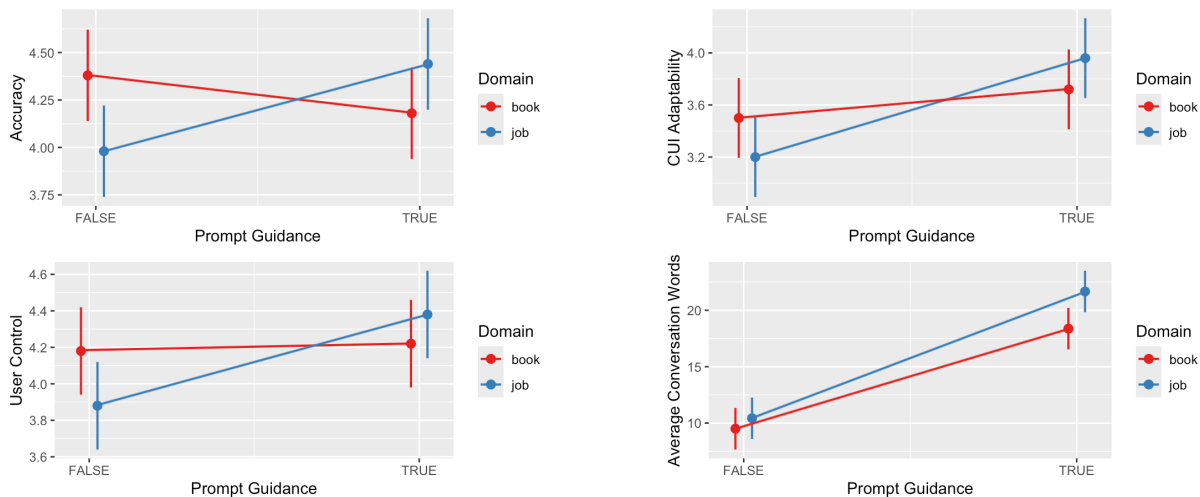 Accuracy
4.50
4.25
4.00
3.75
FALSE
TRUE
Prompt Guidance
Domain
book
job
CUI Adaptability
4.0
3.6
3.2
FALSE
TRUE
Prompt Guidance
Domain
book
job
User Control
4.6
4.4
4.2
4.0
3.8
3.6
FALSE
TRUE
Prompt Guidance
Domain
book
job
Average Conversation Words
20
15
10
FALSE
TRUE
Prompt Guidance
Domain
book
job